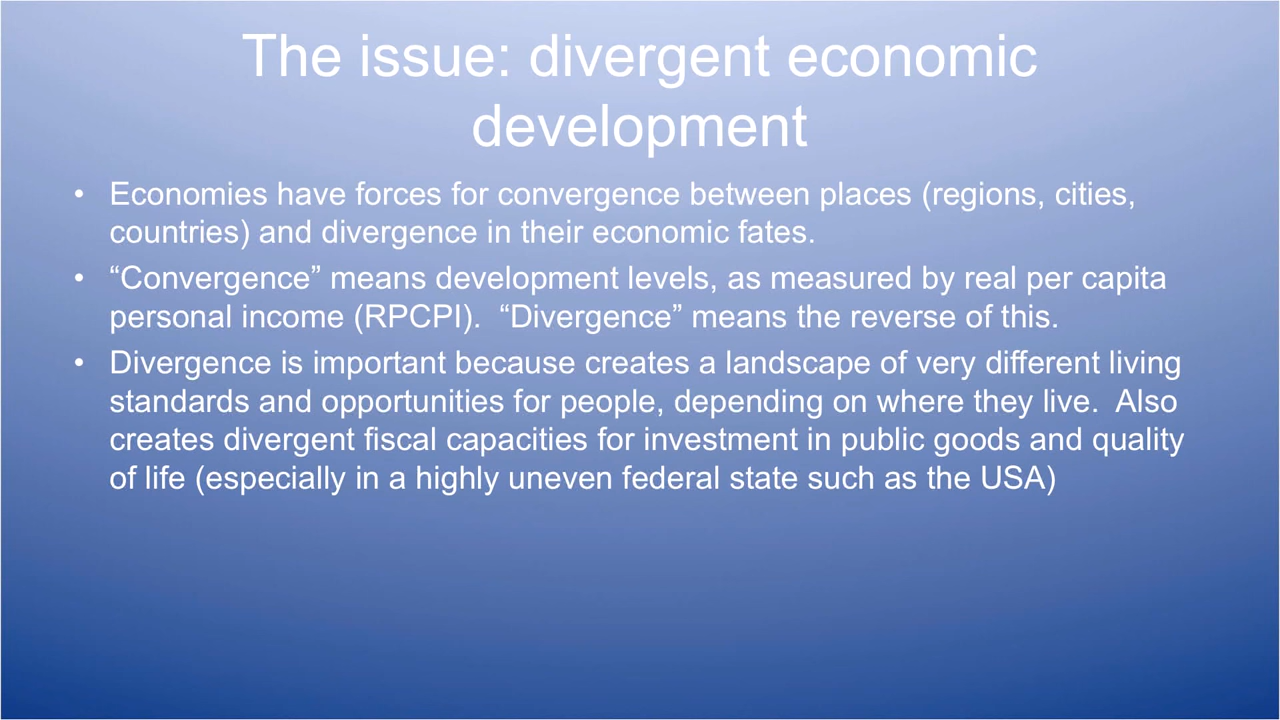 The issue: divergent economic
development
• Economies have forces for convergence between places (regions, cities,
countries) and divergence in their economic fates.
• “Convergence” means development levels, as measured by real per capita
personal income (RPCPI).  “Divergence” means the reverse of this.
• Divergence is important because creates a landscape of very different living
standards and opportunities for people, depending on where they live.  Also
creates divergent fiscal capacities for investment in public goods and quality
of life (especially in a highly uneven federal state such as the USA)